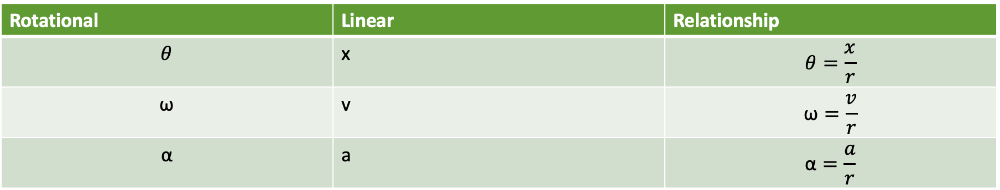 Rotational Linear Relationship
θ x θ = x/r
ω v ω = v/r
α a α = a/r